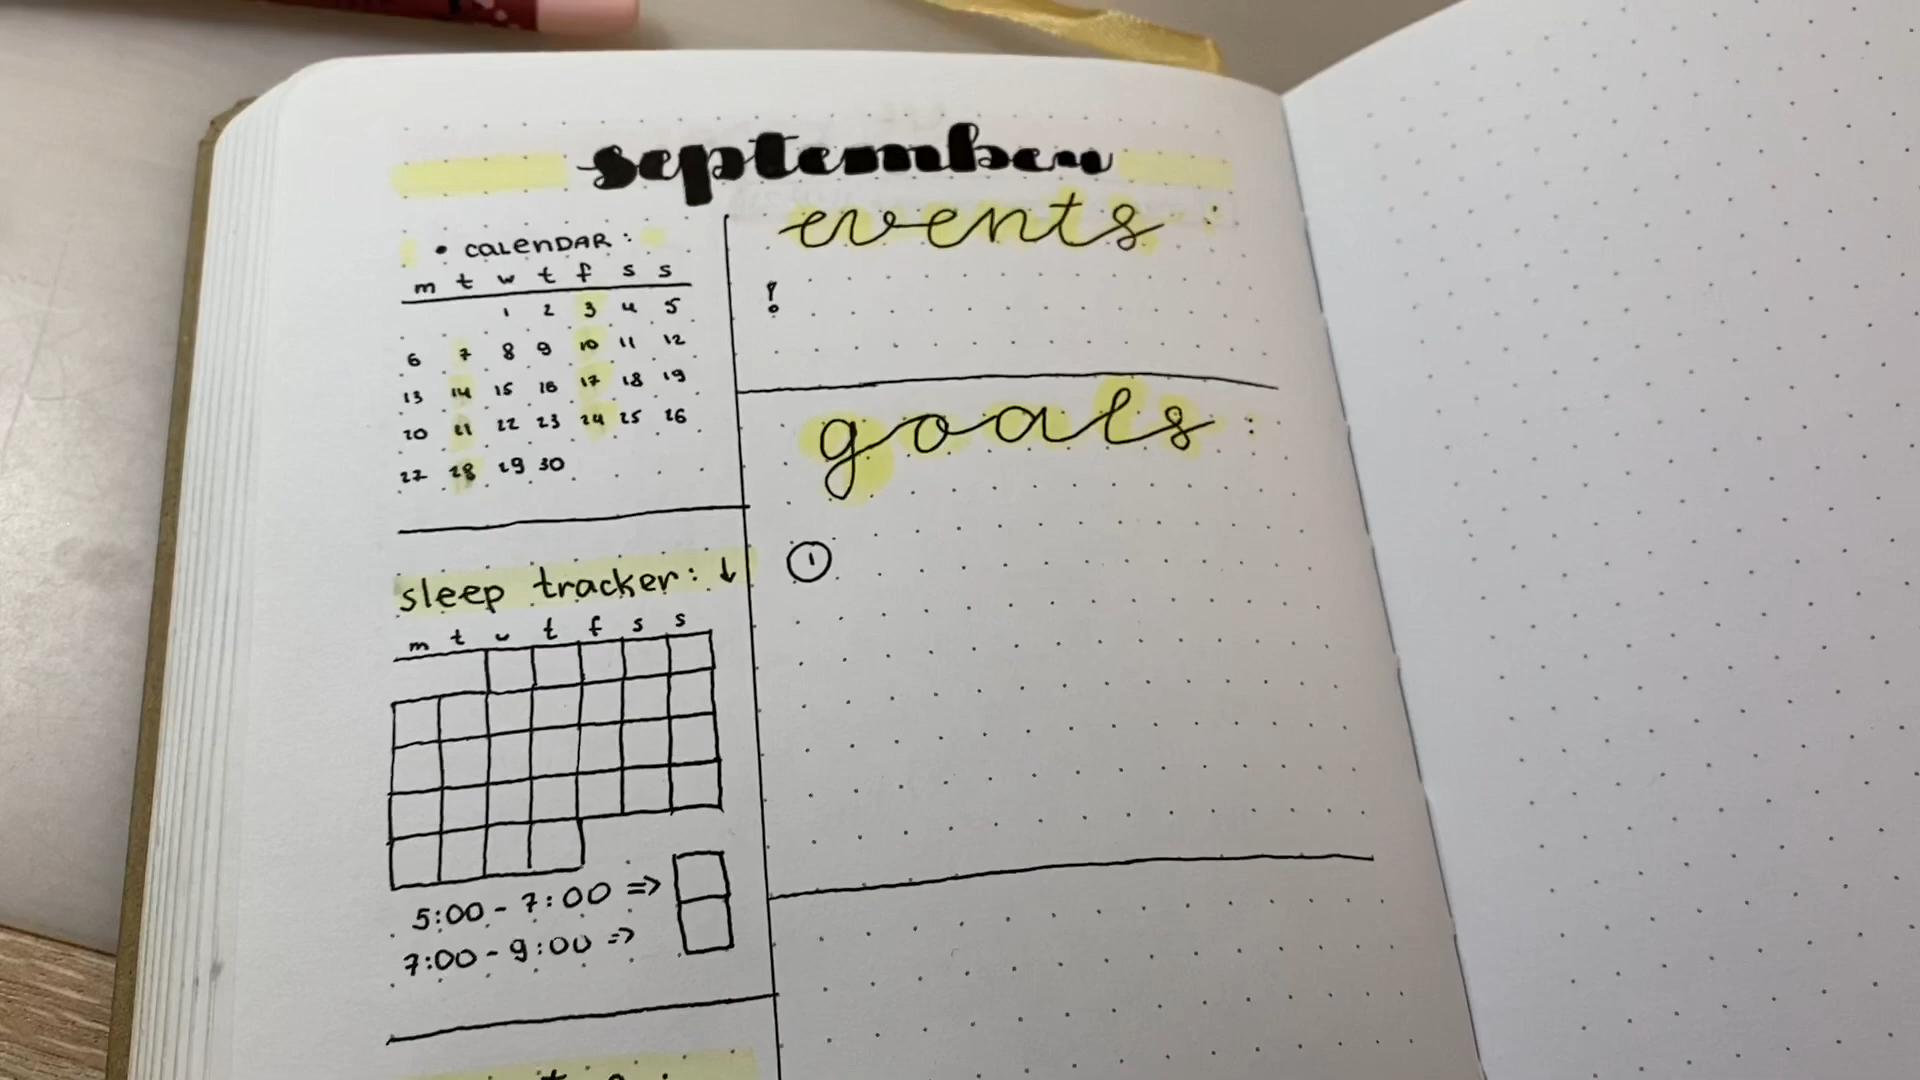 september
• CALENDAR:
m t w t f s s
1 2 3 4 5
6 7 8 9 10 11 12
13 14 15 16 17 18 19
20 21 22 23 24 25 26
27 28 29 30
sleep tracker: ↓
m t w t f s s
5:00 - 7:00 =>
7:00 - 9:00 =>
events:
!
goals:
1